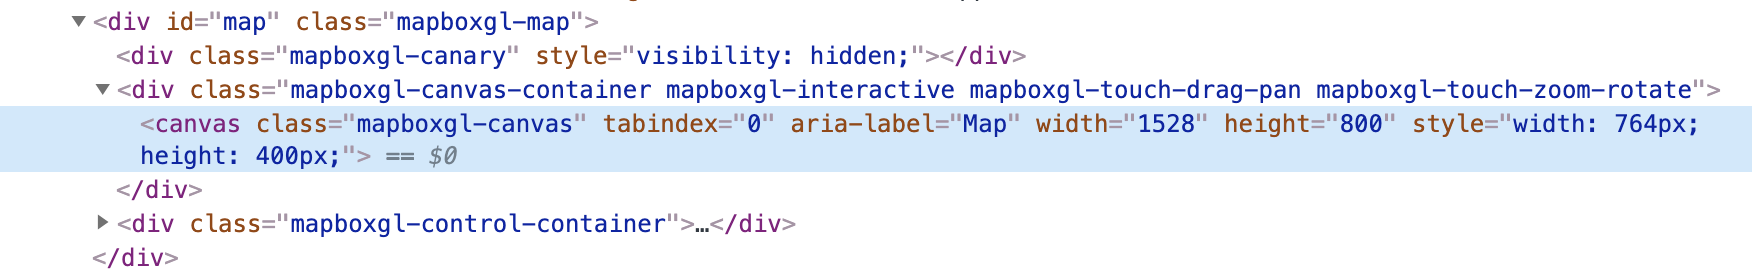 ▼<div id="map" class="mapboxgl-map">
<div class="mapboxgl-canary" style="visibility: hidden;"></div>
▼<div class="mapboxgl-canvas-container mapboxgl-interactive mapboxgl-touch-drag-pan mapboxgl-touch-zoom-rotate">
<canvas class="mapboxgl-canvas" tabindex="0" aria-label="Map" width="1528" height="800" style="width: 764px;
height: 400px;"> == $0
</div>
▶<div class="mapboxgl-control-container">…</div>
</div>